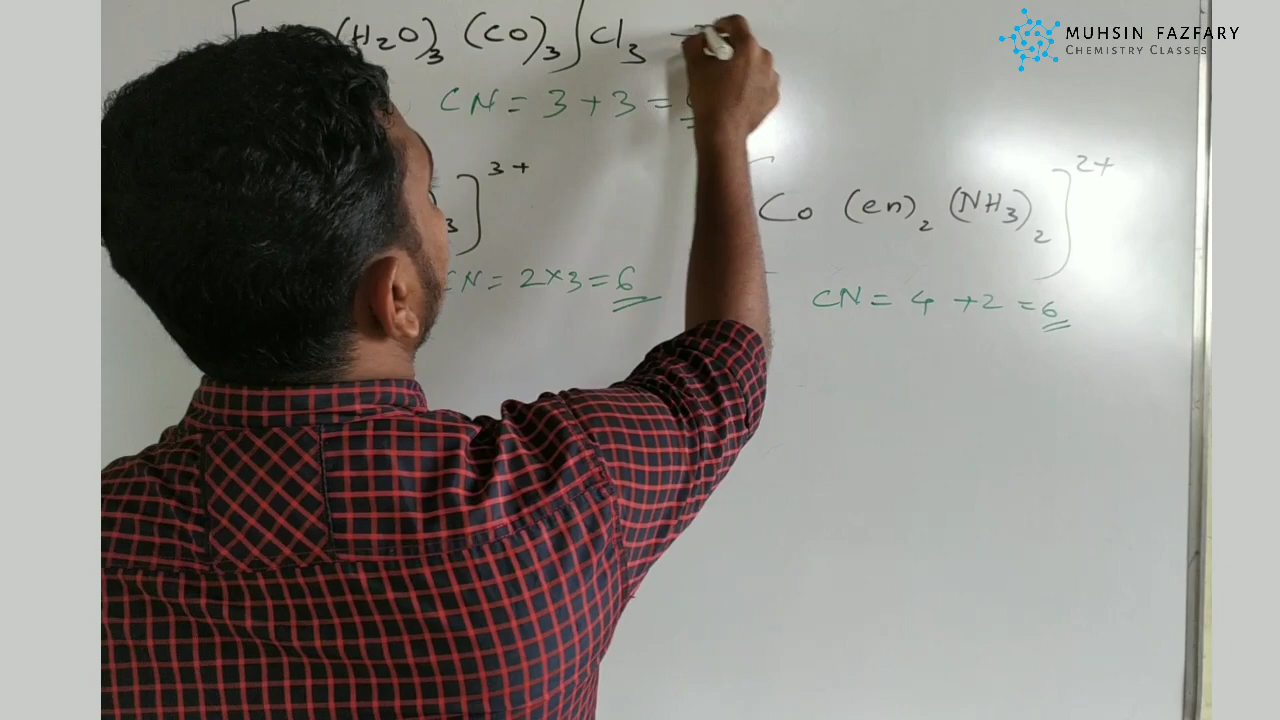 MUHSIN FAZFARY
CHEMISTRY CLASSES
(H₂O)₃ (CO)₃]Cl₃
CN = 3 + 3 =
]³⁺
CN = 2×3 = 6
[Co (en)₂ (NH₃)₂]²⁺
CN = 4 + 2 = 6